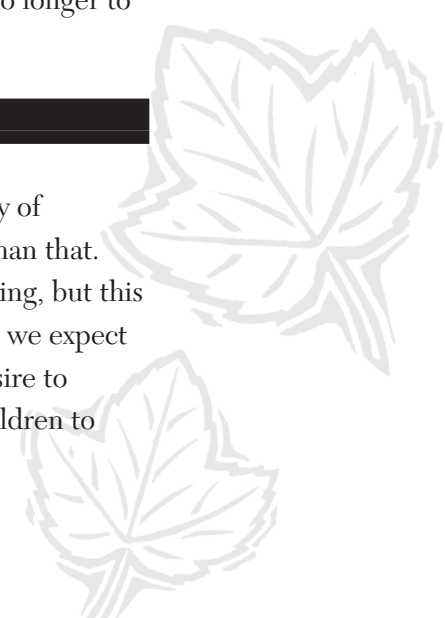 longer to
y of
han that.
ing, but this
we expect
sire to
ldren to